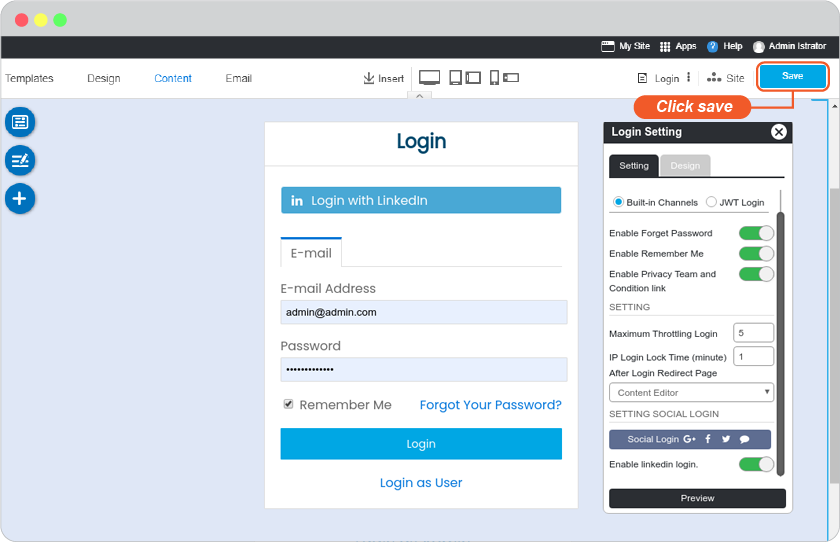 My Site Apps ? Help Admin Istrator
Templates Design Content Email Insert Login Site Save
Click save
Login
in Login with LinkedIn
E-mail
E-mail Address
admin@admin.com
Password
•••••••••••••
Remember Me Forgot Your Password?
Login
Login as User
Login Setting
Setting Design
Built-in Channels JWT Login
Enable Forget Password
Enable Remember Me
Enable Privacy Team and
Condition link
SETTING
Maximum Throttling Login 5
IP Login Lock Time (minute) 1
After Login Redirect Page
Content Editor
SETTING SOCIAL LOGIN
Social Login G+ f
Enable linkedin login.
Preview